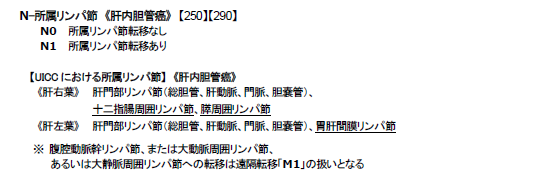 N-所属リンパ節 《肝内胆管癌》【250】【290】
N0 所属リンパ節転移なし
N1 所属リンパ節転移あり
【UICCにおける所属リンパ節】《肝内胆管癌》
《肝右葉》 肝門部リンパ節（総胆管、肝動脈、門脈、胆嚢管）、
十二指腸周囲リンパ節、膵周囲リンパ節
《肝左葉》 肝門部リンパ節（総胆管、肝動脈、門脈、胆嚢管）、胃肝間膜リンパ節
※ 腹腔動脈幹リンパ節、または大動脈周囲リンパ節、
あるいは大静脈周囲リンパ節への転移は遠隔転移「M1」の扱いとなる